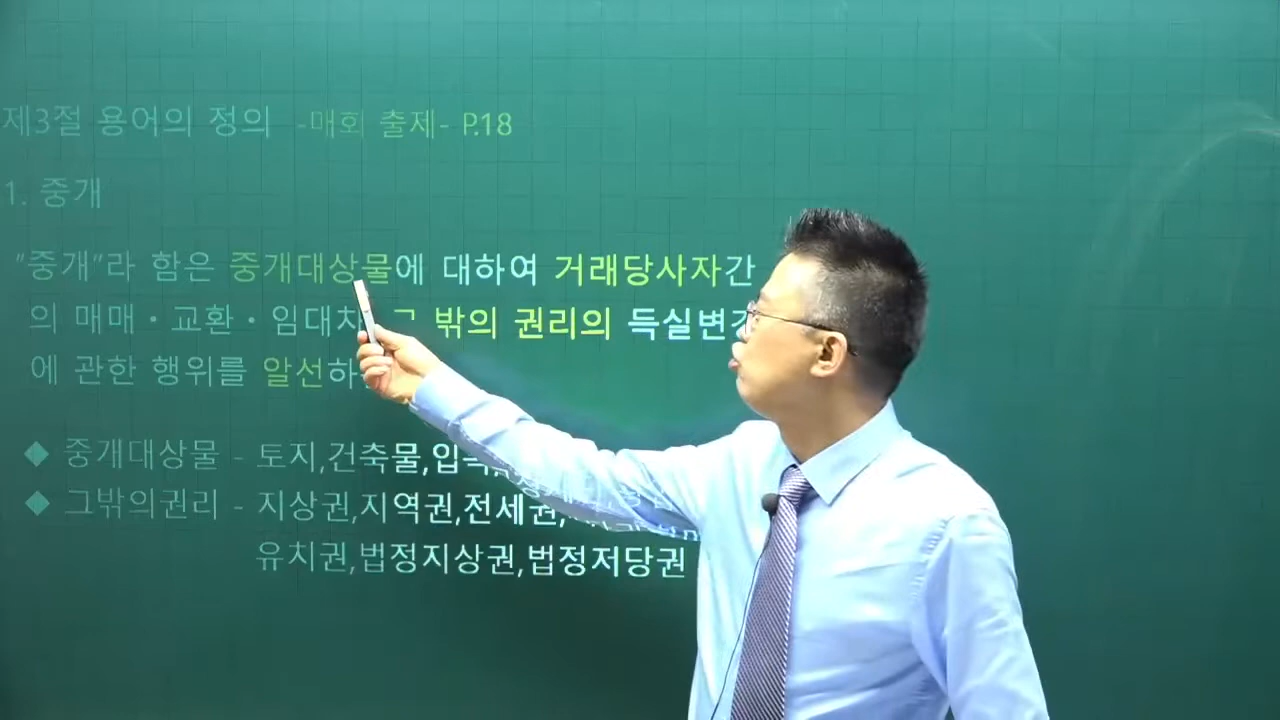 제3절 용어의 정의 -매회 출제- P.18
1. 중개
"중개"라 함은 중개대상물에 대하여 거래당사자간
의 매매·교환·임대차 그 밖의 권리의 득실변경
에 관한 행위를 알선하
◆ 중개대상물 - 토지,건축물,입목,
◆ 그밖의권리 - 지상권,지역권,전세권,
유치권,법정지상권,법정저당권